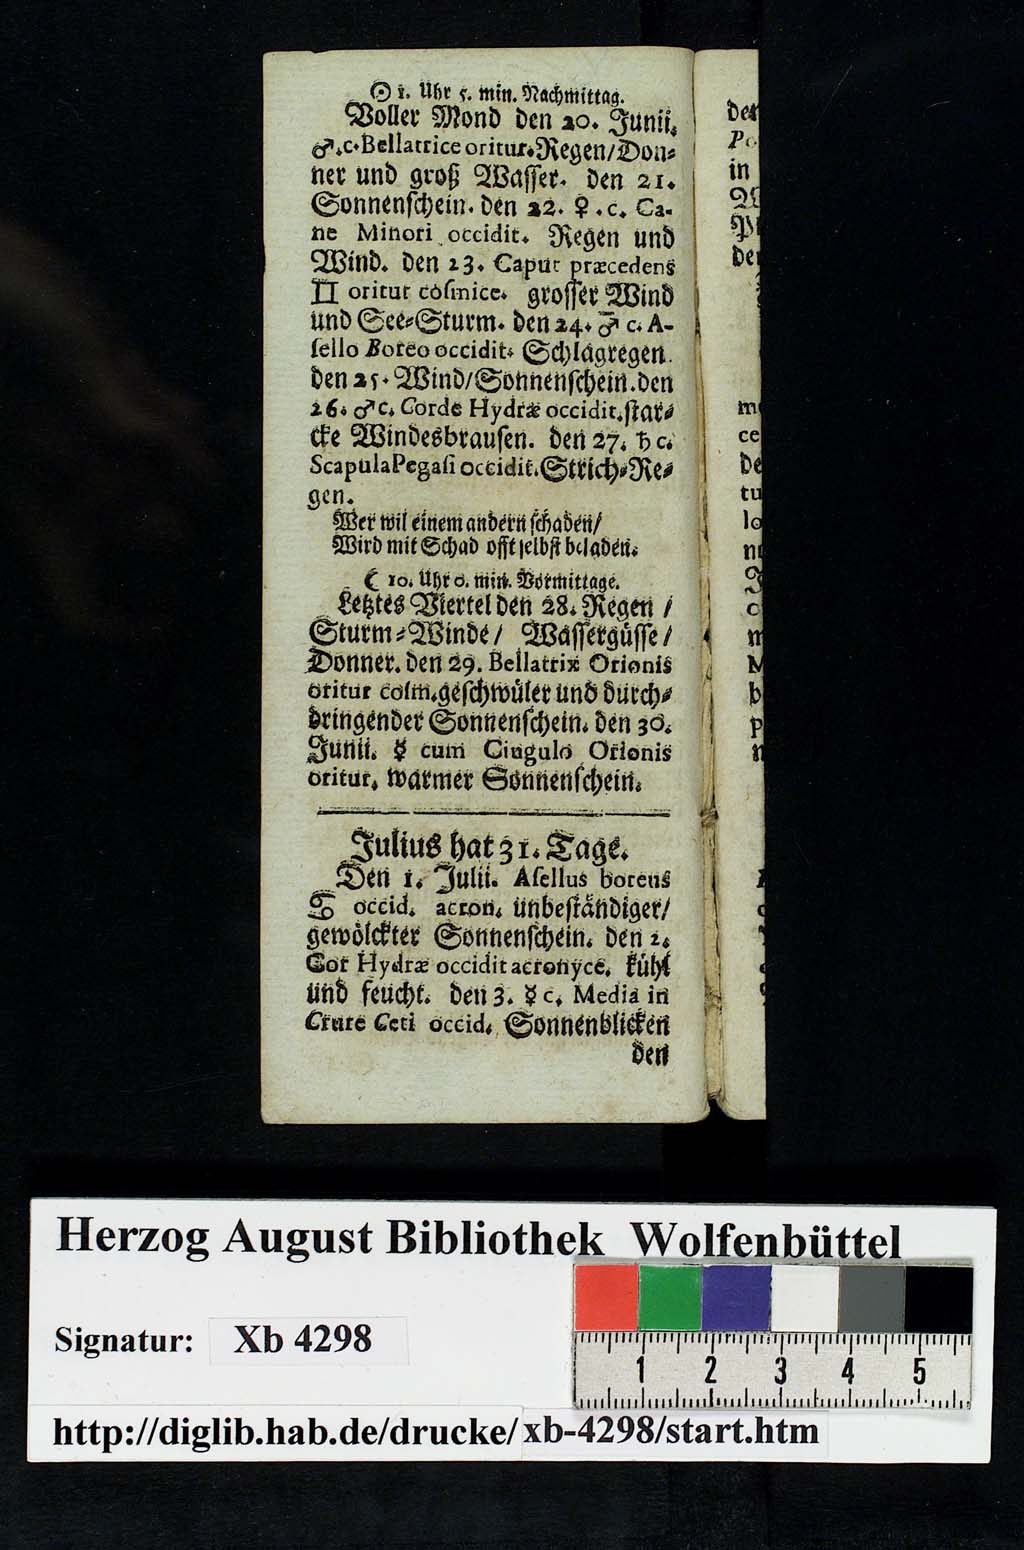 ☉ 1. Uhr 5. min. Nachmittag.
Voller Mond den 20. Junii.
♂.c.Bellatrice oritur.Regen/Don⸗
ner und groß Wasser. den 21.
Sonnenschein. den 22. ♀.c. Ca-
ne Minori occidit. Regen und
Wind. den 23. Caput præcedens
♊ oritur cosmice. grosser Wind
und See⸗Sturm. den 24. ♂ c. A-
sello Boreo occidit. Schlagregen.
den 25. Wind/Sonnenschein.den
26. ♂ c. Corde Hydræ occidit.star⸗
cke Windesbrausen. den 27. ♄ c.
Scapula Pegasi occidit.Strich⸗Re⸗
gen.
Wer wil einem andern schaden/
Wird mit Schad offt selbst beladen.
☾ 10. Uhr 0. min. Vormittage.
Letztes Viertel den 28. Regen /
Sturm⸗Winde/ Wassergüsse/
Donner. den 29. Bellatrix Orionis
oritur cosm.geschwüler und durch⸗
dringender Sonnenschein. den 30.
Junii. ☿ cum Cingulo Orionis
oritur. warmer Sonnenschein.
Julius hat 31. Tage.
Den 1. Julii. Asellus boreus
♋ occid. acron. unbeständiger/
gewölckter Sonnenschein. den 2.
Cor Hydræ occidit acronyce. kühl
und feucht. den 3. ☿ c. Media in
Crure Ceti occid. Sonnenblicken
den
Herzog August Bibliothek Wolfenbüttel
Signatur: Xb 4298
1 2 3 4 5
http://diglib.hab.de/drucke/xb-4298/start.htm